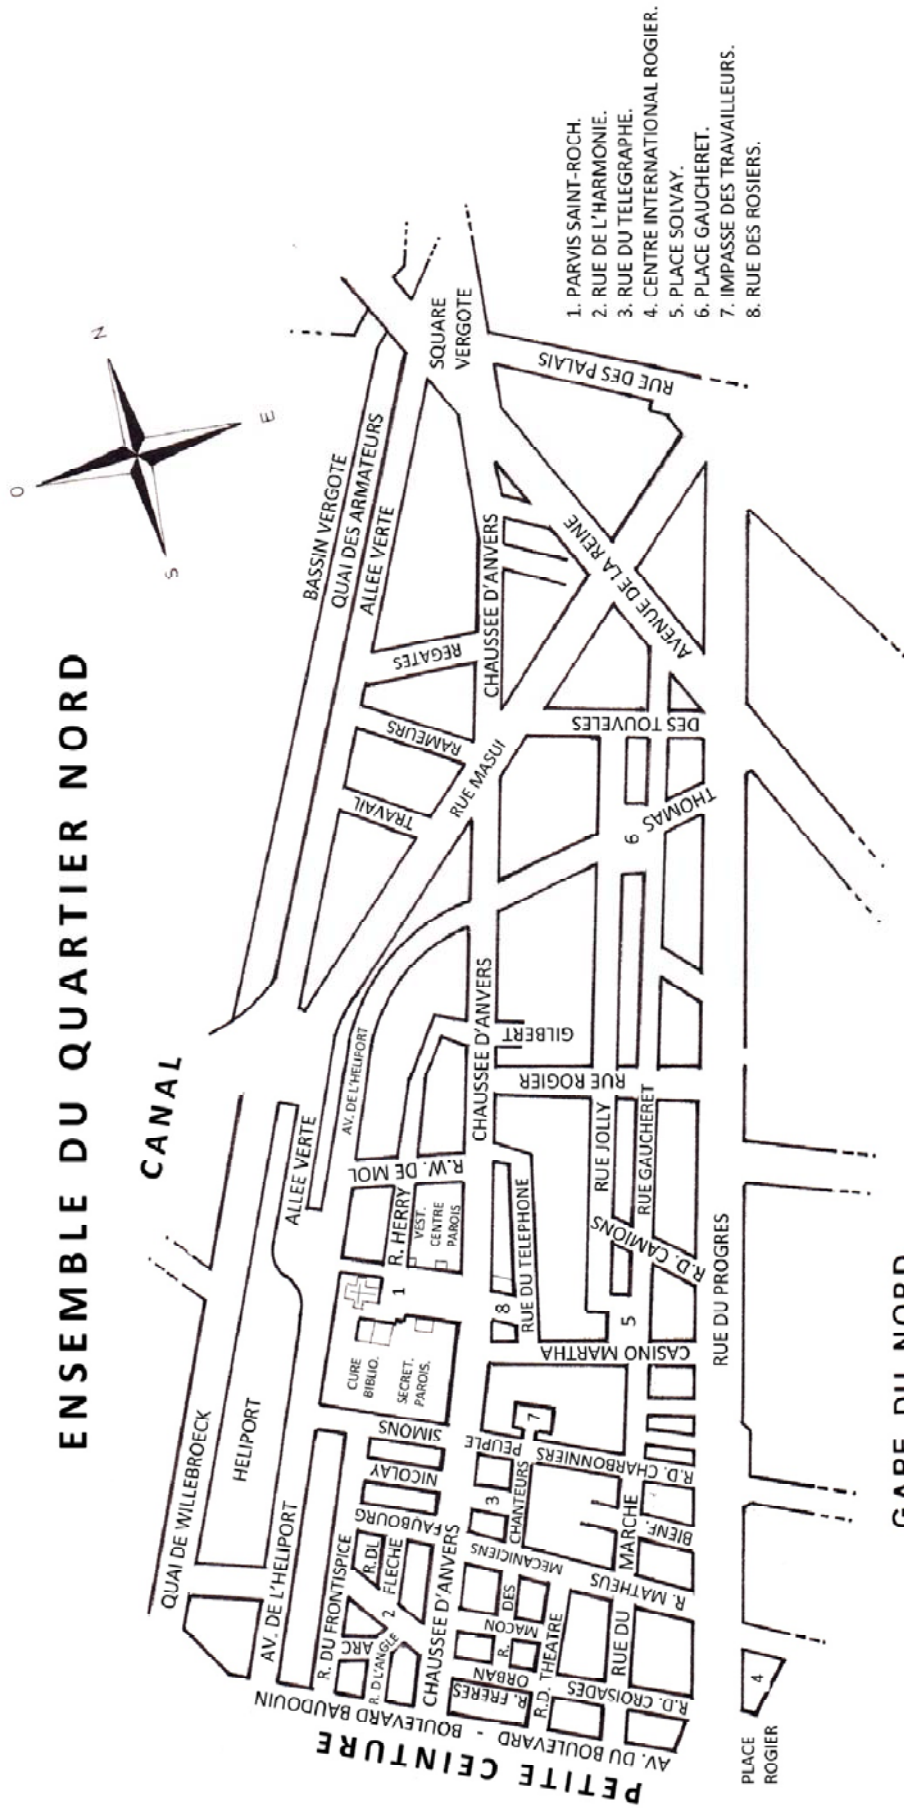 ENSEMBLE DU QUARTIER NORD
N
E
S
O
CANAL
BASSIN VERGOTE
QUAI DES ARMATEURS
ALLEE VERTE
SQUARE
VERGOTE
RUE DES PALAIS
1. PARVIS SAINT-ROCH.
2. RUE DE L'HARMONIE.
3. RUE DU TELEGRAPHE.
4. CENTRE INTERNATIONAL ROGIER.
5. PLACE SOLVAY.
6. PLACE GAUCHERET.
7. IMPASSE DES TRAVAILLEURS.
8. RUE DES ROSIERS.
QUAI DE WILLEBROECK
HELIPORT
ALLEE VERTE
AV. DE L'HELIPORT
AV. DE L'HELIPORT
REGATES
RAMEURS
TRAVAIL
RUE MASUI
CHAUSSEE D'ANVERS
AVENUE DE LA REINE
DES TOUVELES
THOMAS
6
CHAUSSEE D'ANVERS
GILBERT
RUE ROGIER
R.W. DE MOL
R. HERRY
VEST.
CENTRE
PAROIS
1
CURE
BIBLIO.
SECRET.
PAROIS.
8
RUE DU TELEPHONE
RUE JOLLY
RUE GAUCHERET
R.D. CAMIONS
5
CASINO MARTHA
RUE DU PROGRES
SIMONS
NICOLAY
FAUBOURG
R.DL
FLECHE
2
ARC
R. D L'ANGLE
R. DU FRONTISPICE
CHAUSSEE D'ANVERS
PEUPLE
7
3
CHANTEURS
R.D. CHARBONNIERS
MECANICIENS
DES
MACON
R.
ORBAN
R. FRERES
R.D. THEATRE
RUE DU
MARCHE
BIENF.
R. MATHEUS
R.D. CROISADES
BOULEVARD BAUDOUIN
AV. DU BOULEVARD - 
PETITE CEINTURE
PLACE
ROGIER
4
GARE DU NORD